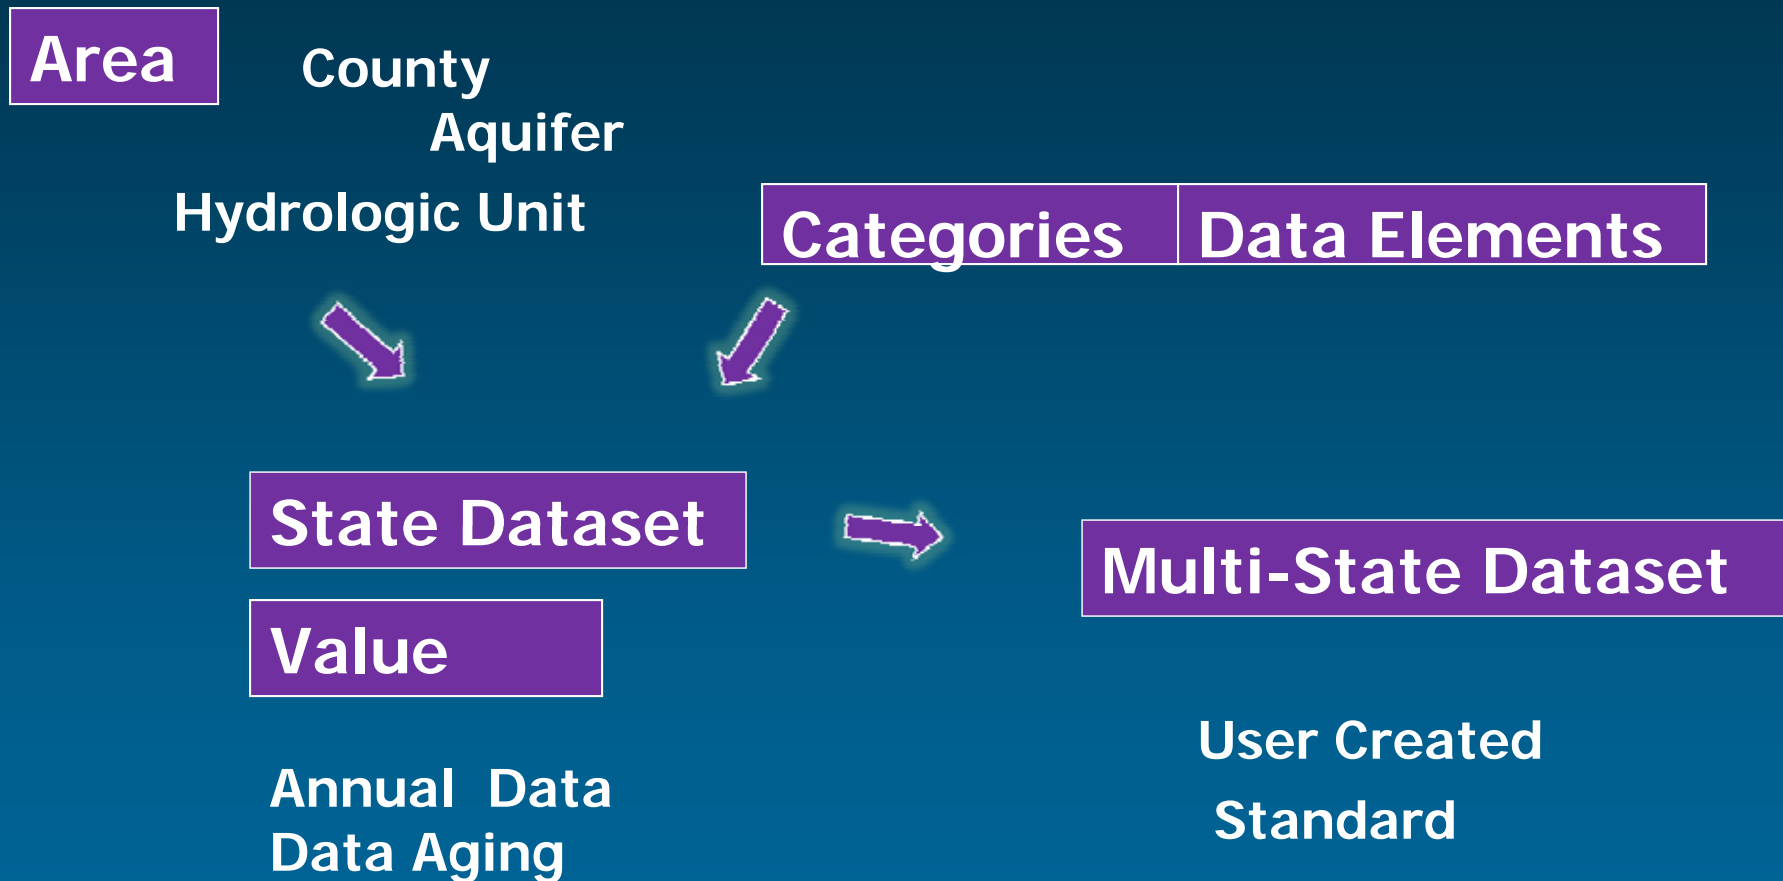 Area
County
Aquifer
Hydrologic Unit
Categories
Data Elements
State Dataset
Value
Annual Data
Data Aging
Multi-State Dataset
User Created
Standard